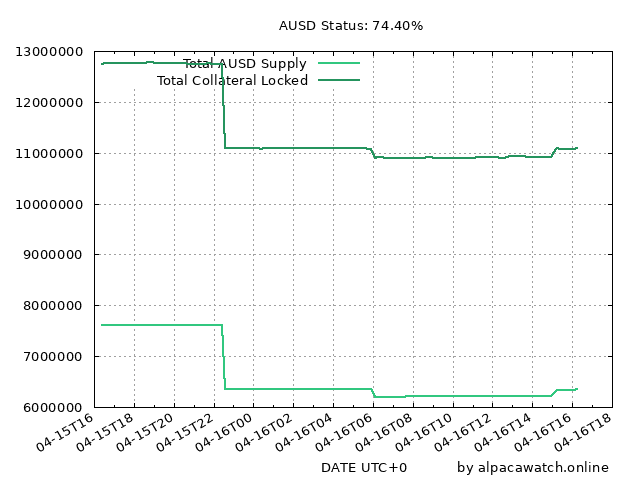 AUSD Status: 74.40%
13000000
12000000
11000000
10000000
9000000
8000000
7000000
6000000
Total AUSD Supply
Total Collateral Locked
04-15T16
04-15T18
04-15T20
04-15T22
04-16T00
04-16T02
04-16T04
04-16T06
04-16T08
04-16T10
04-16T12
04-16T14
04-16T16
04-16T18
DATE UTC+0
by alpacawatch.online